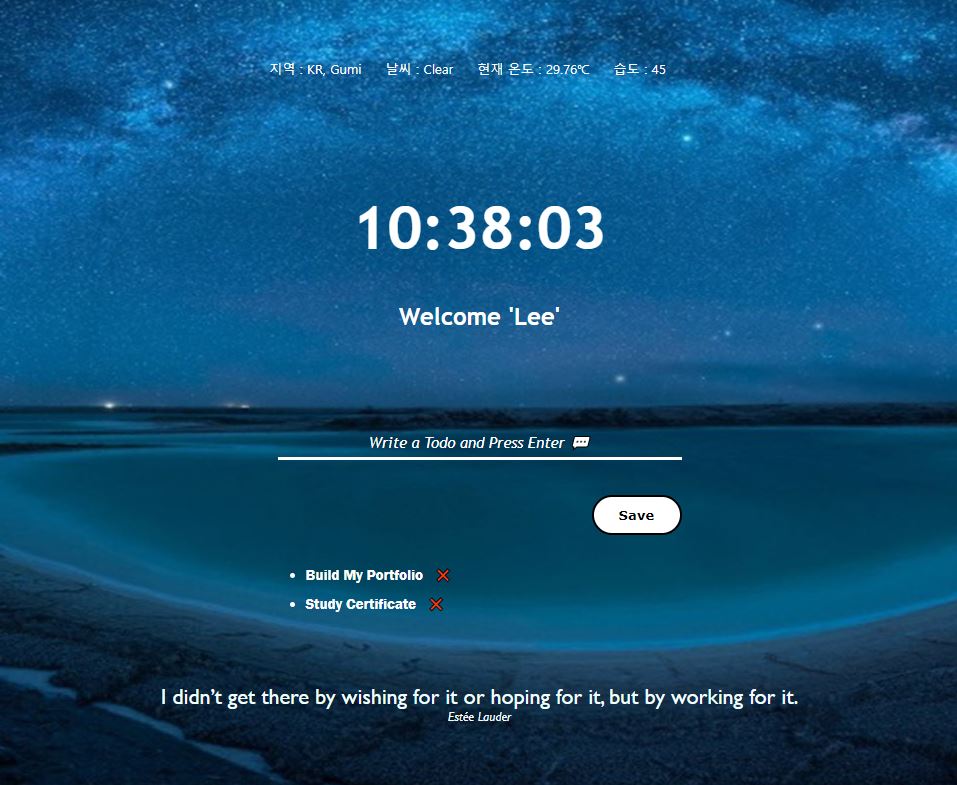 지역 : KR, Gumi 날씨 : Clear 현재 온도 : 29.76℃ 습도 : 45
10:38:03
Welcome 'Lee'
Write a Todo and Press Enter 💬
Save
• Build My Portfolio ❌
• Study Certificate ❌
I didn’t get there by wishing for it or hoping for it, but by working for it.
Estée Lauder